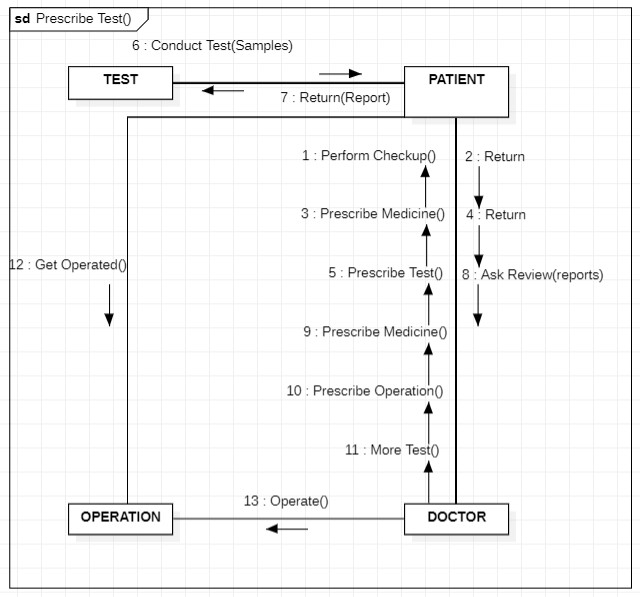 sd Prescribe Test()
6 : Conduct Test(Samples)
TEST
PATIENT
7 : Return(Report)
1 : Perform Checkup()
2 : Return
3 : Prescribe Medicine()
4 : Return
12 : Get Operated()
5 : Prescribe Test()
8 : Ask Review(reports)
9 : Prescribe Medicine()
10 : Prescribe Operation()
11 : More Test()
13 : Operate()
OPERATION
DOCTOR